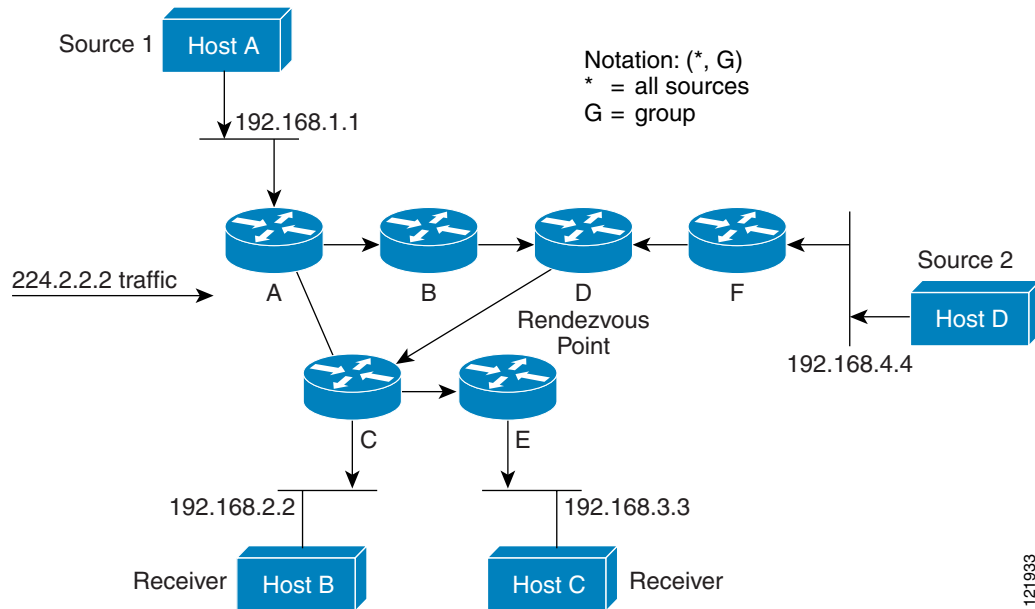 Source 1
Host A
Notation: (*, G)
* = all sources
G = group
192.168.1.1
224.2.2.2 traffic
A
B
D
F
Rendezvous
Point
Source 2
Host D
192.168.4.4
C
E
192.168.2.2
192.168.3.3
Receiver
Host B
Host C
Receiver
121933